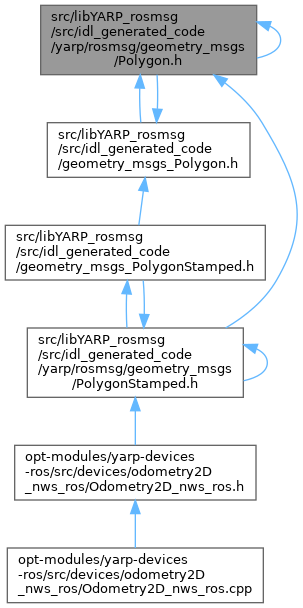 src/libYARP_rosmsg
/src/idl_generated_code
/yarp/rosmsg/geometry_msgs
/Polygon.h
src/libYARP_rosmsg
/src/idl_generated_code
/geometry_msgs_Polygon.h
src/libYARP_rosmsg
/src/idl_generated_code
/geometry_msgs_PolygonStamped.h
src/libYARP_rosmsg
/src/idl_generated_code
/yarp/rosmsg/geometry_msgs
/PolygonStamped.h
opt-modules/yarp-devices
-ros/src/devices/odometry2D
_nws_ros/Odometry2D_nws_ros.h
opt-modules/yarp-devices
-ros/src/devices/odometry2D
_nws_ros/Odometry2D_nws_ros.cpp